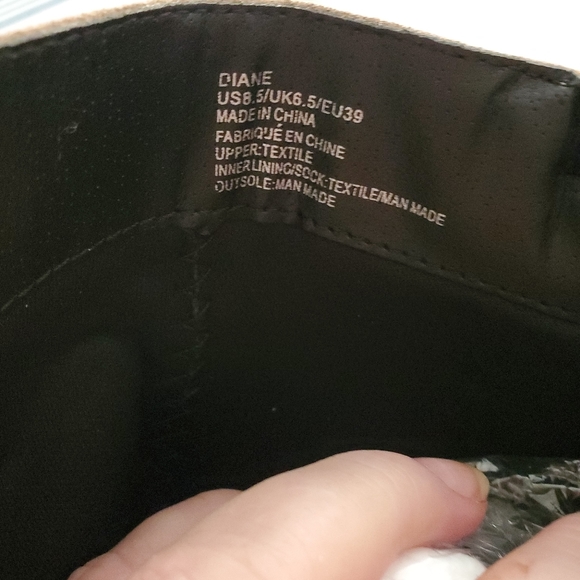 DIANE
US8.5/UK6.5/EU39
MADE IN CHINA
FABRIQUÉ EN CHINE
UPPER:TEXTILE
INNER LINING/SOCK:TEXTILE/MAN MADE
OUTSOLE:MAN MADE